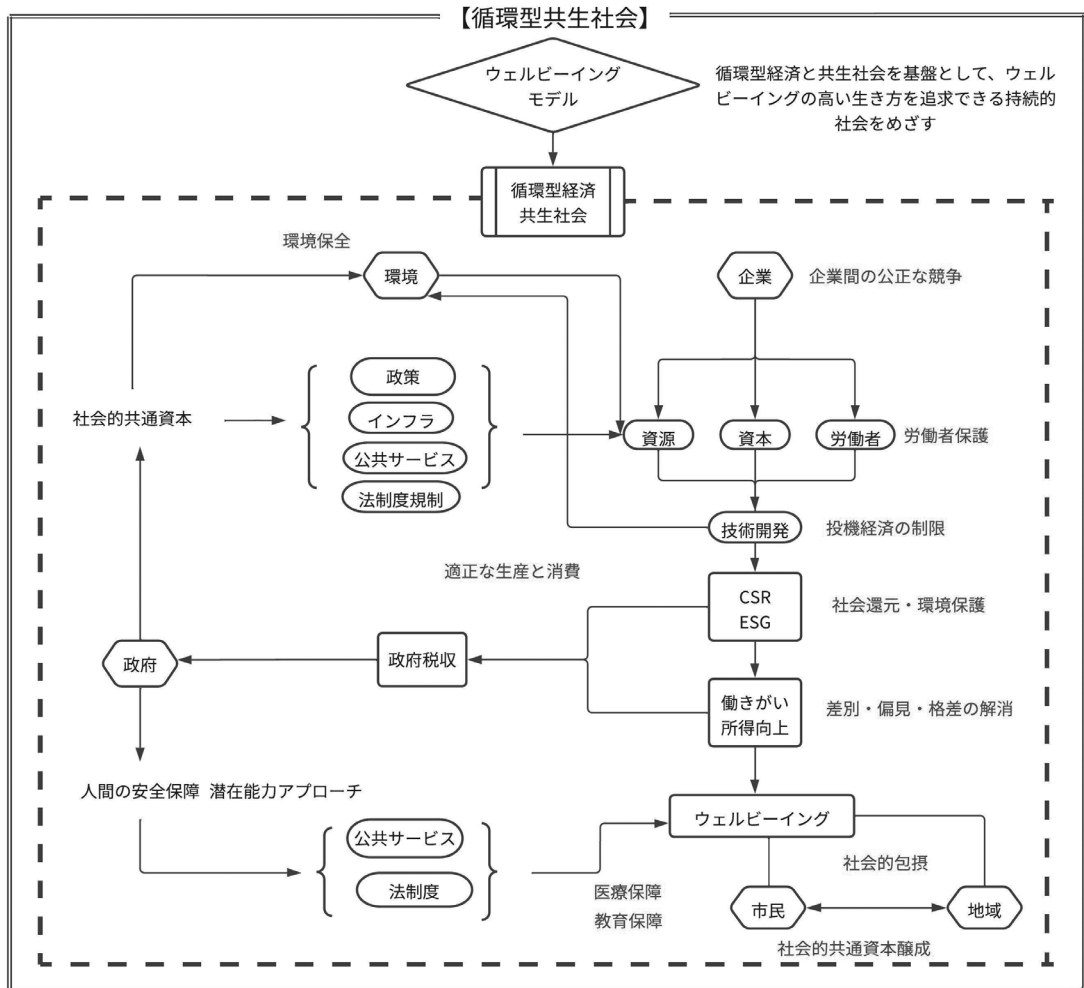 【循環型共生社会】
ウェルビーイング
モデル
循環型経済と共生社会を基盤として、ウェル
ビーイングの高い生き方を追求できる持続的
社会をめざす
循環型経済
共生社会
環境保全
環境
企業
企業間の公正な競争
政策
社会的共通資本
インフラ
公共サービス
法制度規制
資源
資本
労働者
労働者保護
技術開発
投機経済の制限
適正な生産と消費
CSR
ESG
社会還元・環境保護
政府
政府税収
働きがい
所得向上
差別・偏見・格差の解消
人間の安全保障 潜在能力アプローチ
ウェルビーイング
公共サービス
法制度
医療保障
教育保障
社会的包摂
市民
地域
社会的共通資本醸成